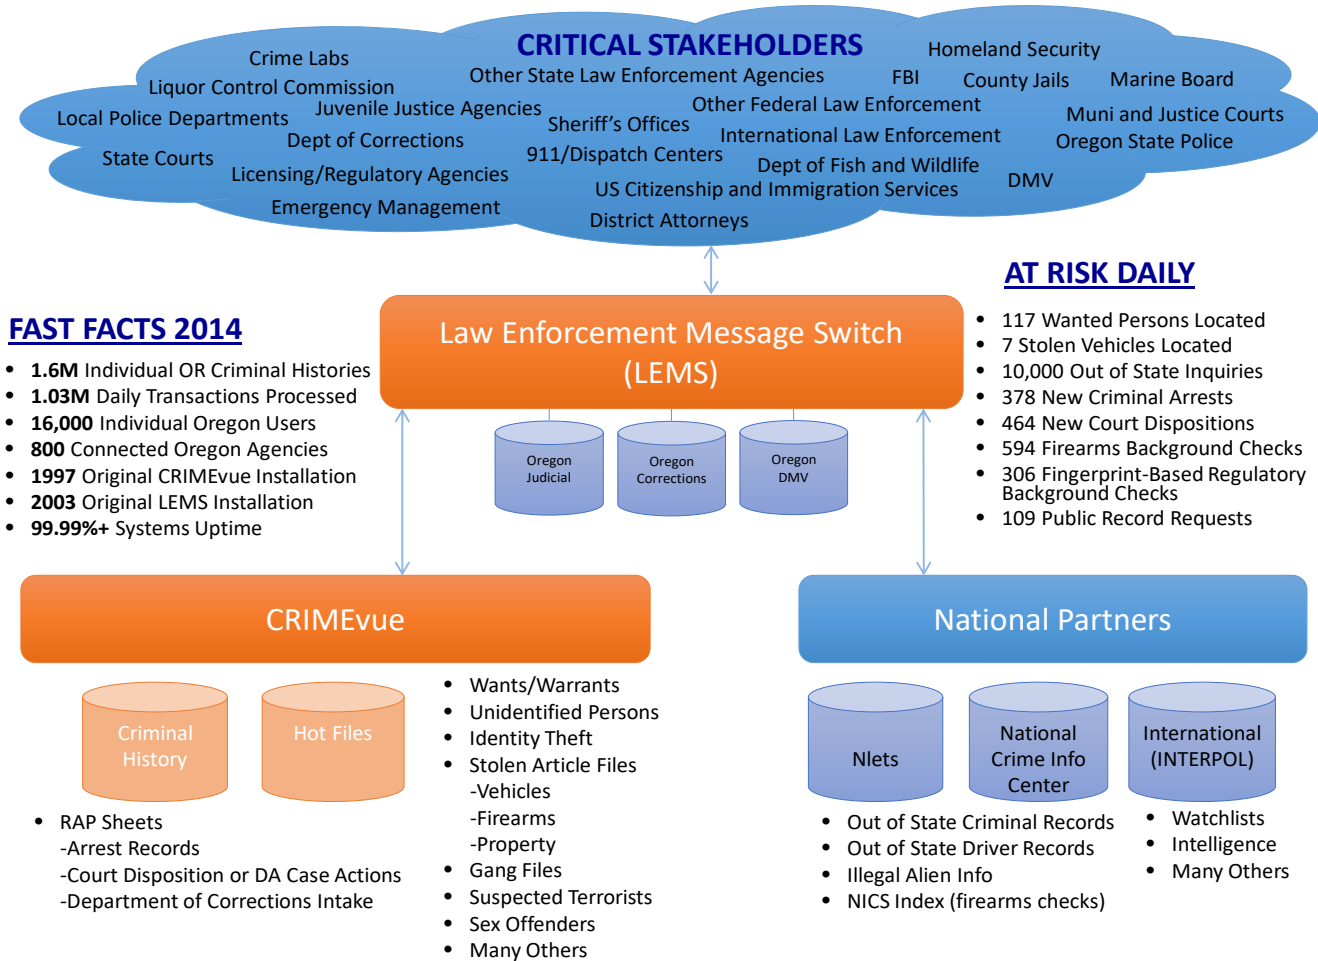 CRITICAL STAKEHOLDERS
Homeland Security
Crime Labs
Other State Law Enforcement Agencies
FBI
County Jails
Marine Board
Liquor Control Commission
Juvenile Justice Agencies
Other Federal Law Enforcement
Local Police Departments
Sheriff's Offices
Muni and Justice Courts
Dept of Corrections
International Law Enforcement
Oregon State Police
State Courts
911/Dispatch Centers
Dept of Fish and Wildlife
Licensing/Regulatory Agencies
US Citizenship and Immigration Services
DMV
Emergency Management
District Attorneys
FAST FACTS 2014
• 1.6M Individual OR Criminal Histories
• 1.03M Daily Transactions Processed
• 16,000 Individual Oregon Users
• 800 Connected Oregon Agencies
• 1997 Original CRIMEvue Installation
• 2003 Original LEMS Installation
• 99.99%+ Systems Uptime
Law Enforcement Message Switch
(LEMS)
Oregon
Judicial
Oregon
Corrections
Oregon
DMV
AT RISK DAILY
• 117 Wanted Persons Located
• 7 Stolen Vehicles Located
• 10,000 Out of State Inquiries
• 378 New Criminal Arrests
• 464 New Court Dispositions
• 594 Firearms Background Checks
• 306 Fingerprint-Based Regulatory
Background Checks
• 109 Public Record Requests
CRIMEvue
Criminal
History
Hot Files
• RAP Sheets
-Arrest Records
-Court Disposition or DA Case Actions
-Department of Corrections Intake
• Wants/Warrants
• Unidentified Persons
• Identity Theft
• Stolen Article Files
-Vehicles
-Firearms
-Property
• Gang Files
• Suspected Terrorists
• Sex Offenders
• Many Others
National Partners
Nlets
National
Crime Info
Center
International
(INTERPOL)
• Out of State Criminal Records
• Out of State Driver Records
• Illegal Alien Info
• NICS Index (firearms checks)
• Watchlists
• Intelligence
• Many Others